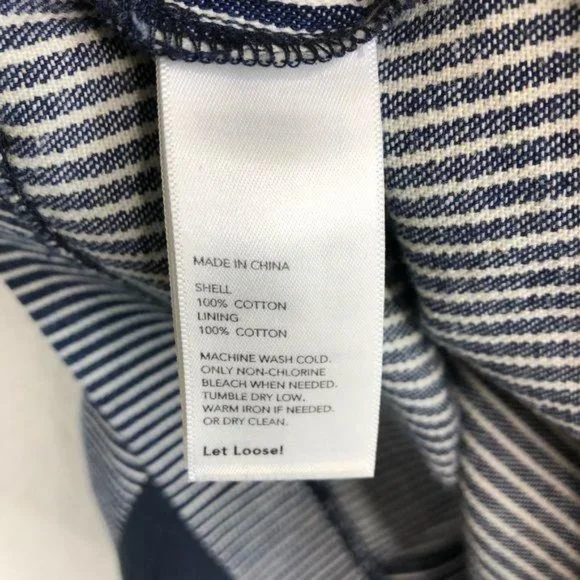 MADE IN CHINA
SHELL
100% COTTON
LINING
100% COTTON
MACHINE WASH COLD.
ONLY NON-CHLORINE
BLEACH WHEN NEEDED.
TUMBLE DRY LOW.
WARM IRON IF NEEDED.
OR DRY CLEAN.
Let Loose!